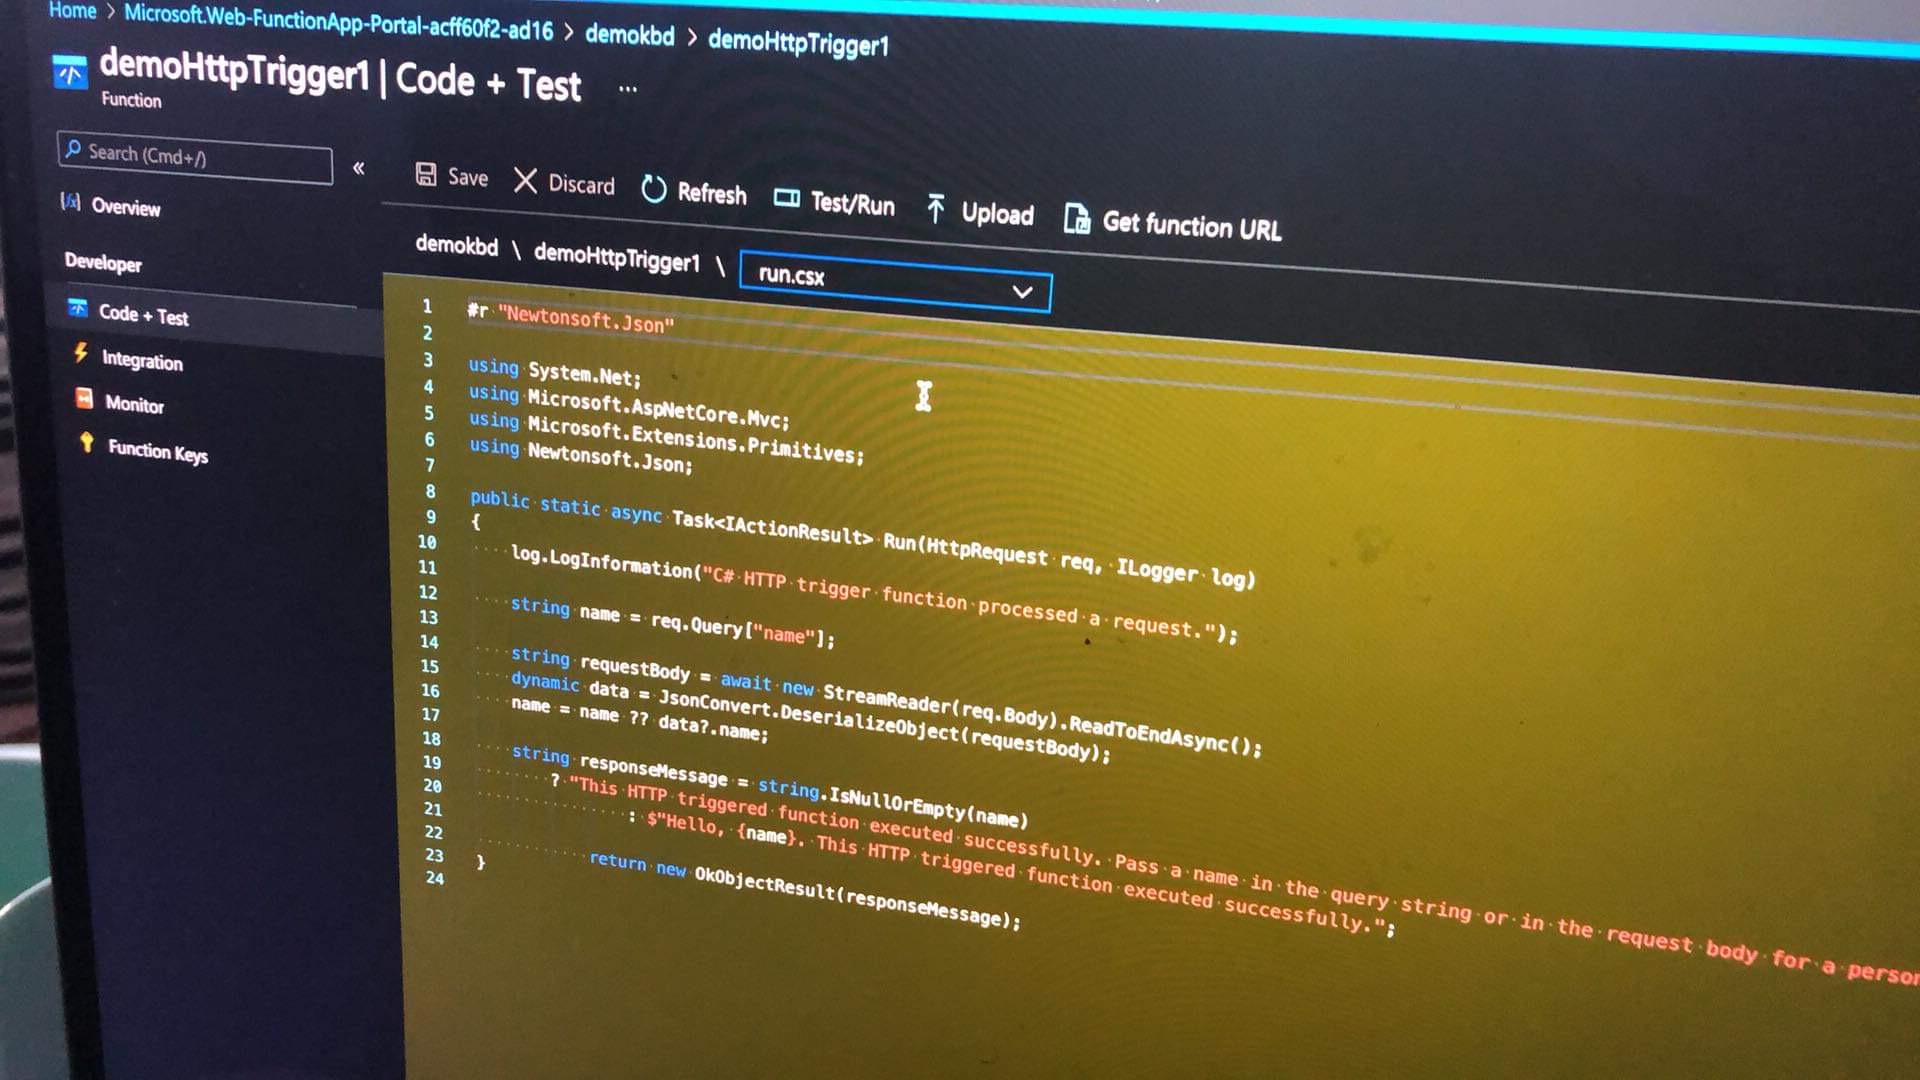 Home > Microsoft.Web-FunctionApp-Portal-acff60f2-ad16 > demokbd > demoHttpTrigger1
demoHttpTrigger1 | Code + Test ...
Function
Search (Cmd+/)
«
Save Discard Refresh Test/Run Upload Get function URL
Overview
Developer
Code + Test
Integration
Monitor
Function Keys
demokbd \ demoHttpTrigger1 \ run.csx
1 #r "Newtonsoft.Json"
2
3 using System.Net;
4 using Microsoft.AspNetCore.Mvc;
5 using Microsoft.Extensions.Primitives;
6 using Newtonsoft.Json;
7
8 public static async Task<IActionResult> Run(HttpRequest req, ILogger log)
9 {
10 log.LogInformation("C# HTTP trigger function processed a request.");
11
12 string name = req.Query["name"];
13
14 string requestBody = await new StreamReader(req.Body).ReadToEndAsync();
15 dynamic data = JsonConvert.DeserializeObject(requestBody);
16 name = name ?? data?.name;
17
18 string responseMessage = string.IsNullOrEmpty(name)
19 ? "This HTTP triggered function executed successfully. Pass a name in the query string or in the request body for a person
20 : $"Hello, {name}. This HTTP triggered function executed successfully.";
21
22 return new OkObjectResult(responseMessage);
23 }
24